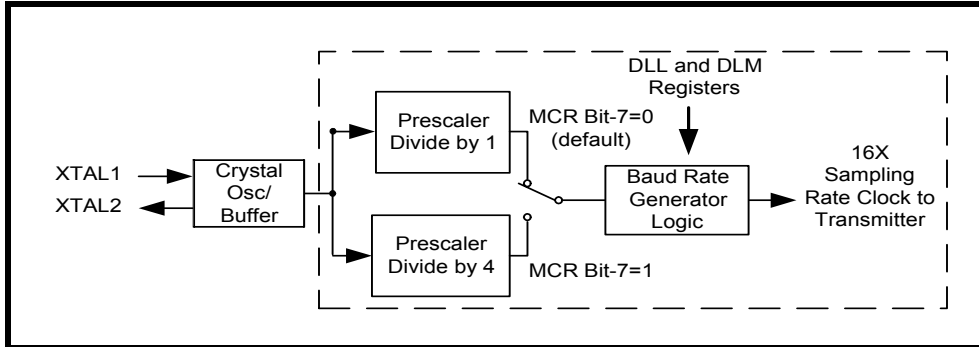 DLL and DLM
Registers
Prescaler
Divide by 1
MCR Bit-7=0
(default)
XTAL1
XTAL2
Crystal
Osc/
Buffer
Baud Rate
Generator
Logic
16X
Sampling
Rate Clock to
Transmitter
Prescaler
Divide by 4
MCR Bit-7=1